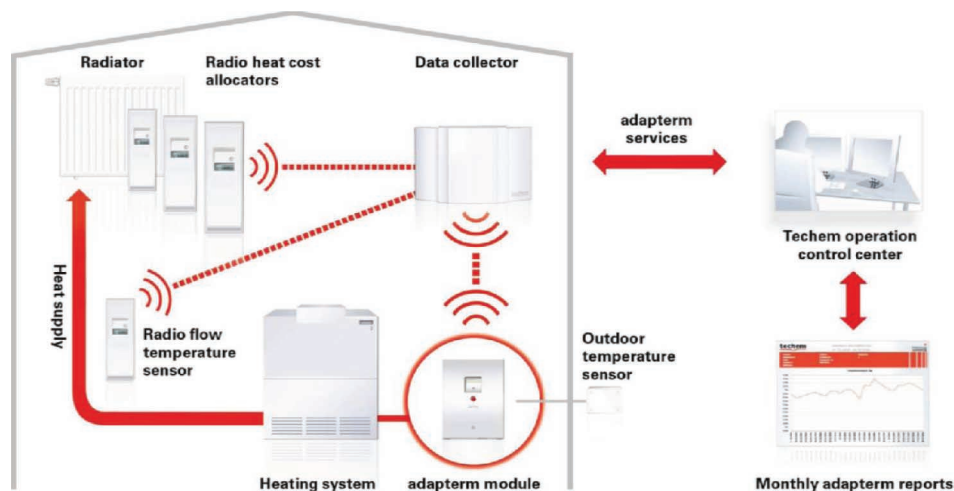 Radiator
Radio heat cost
allocators
Data collector
adapterm
services
Techem operation
control center
Heat supply
Radio flow
temperature
sensor
Outdoor
temperature
sensor
techem
Heating system
adapterm module
Monthly adapterm reports